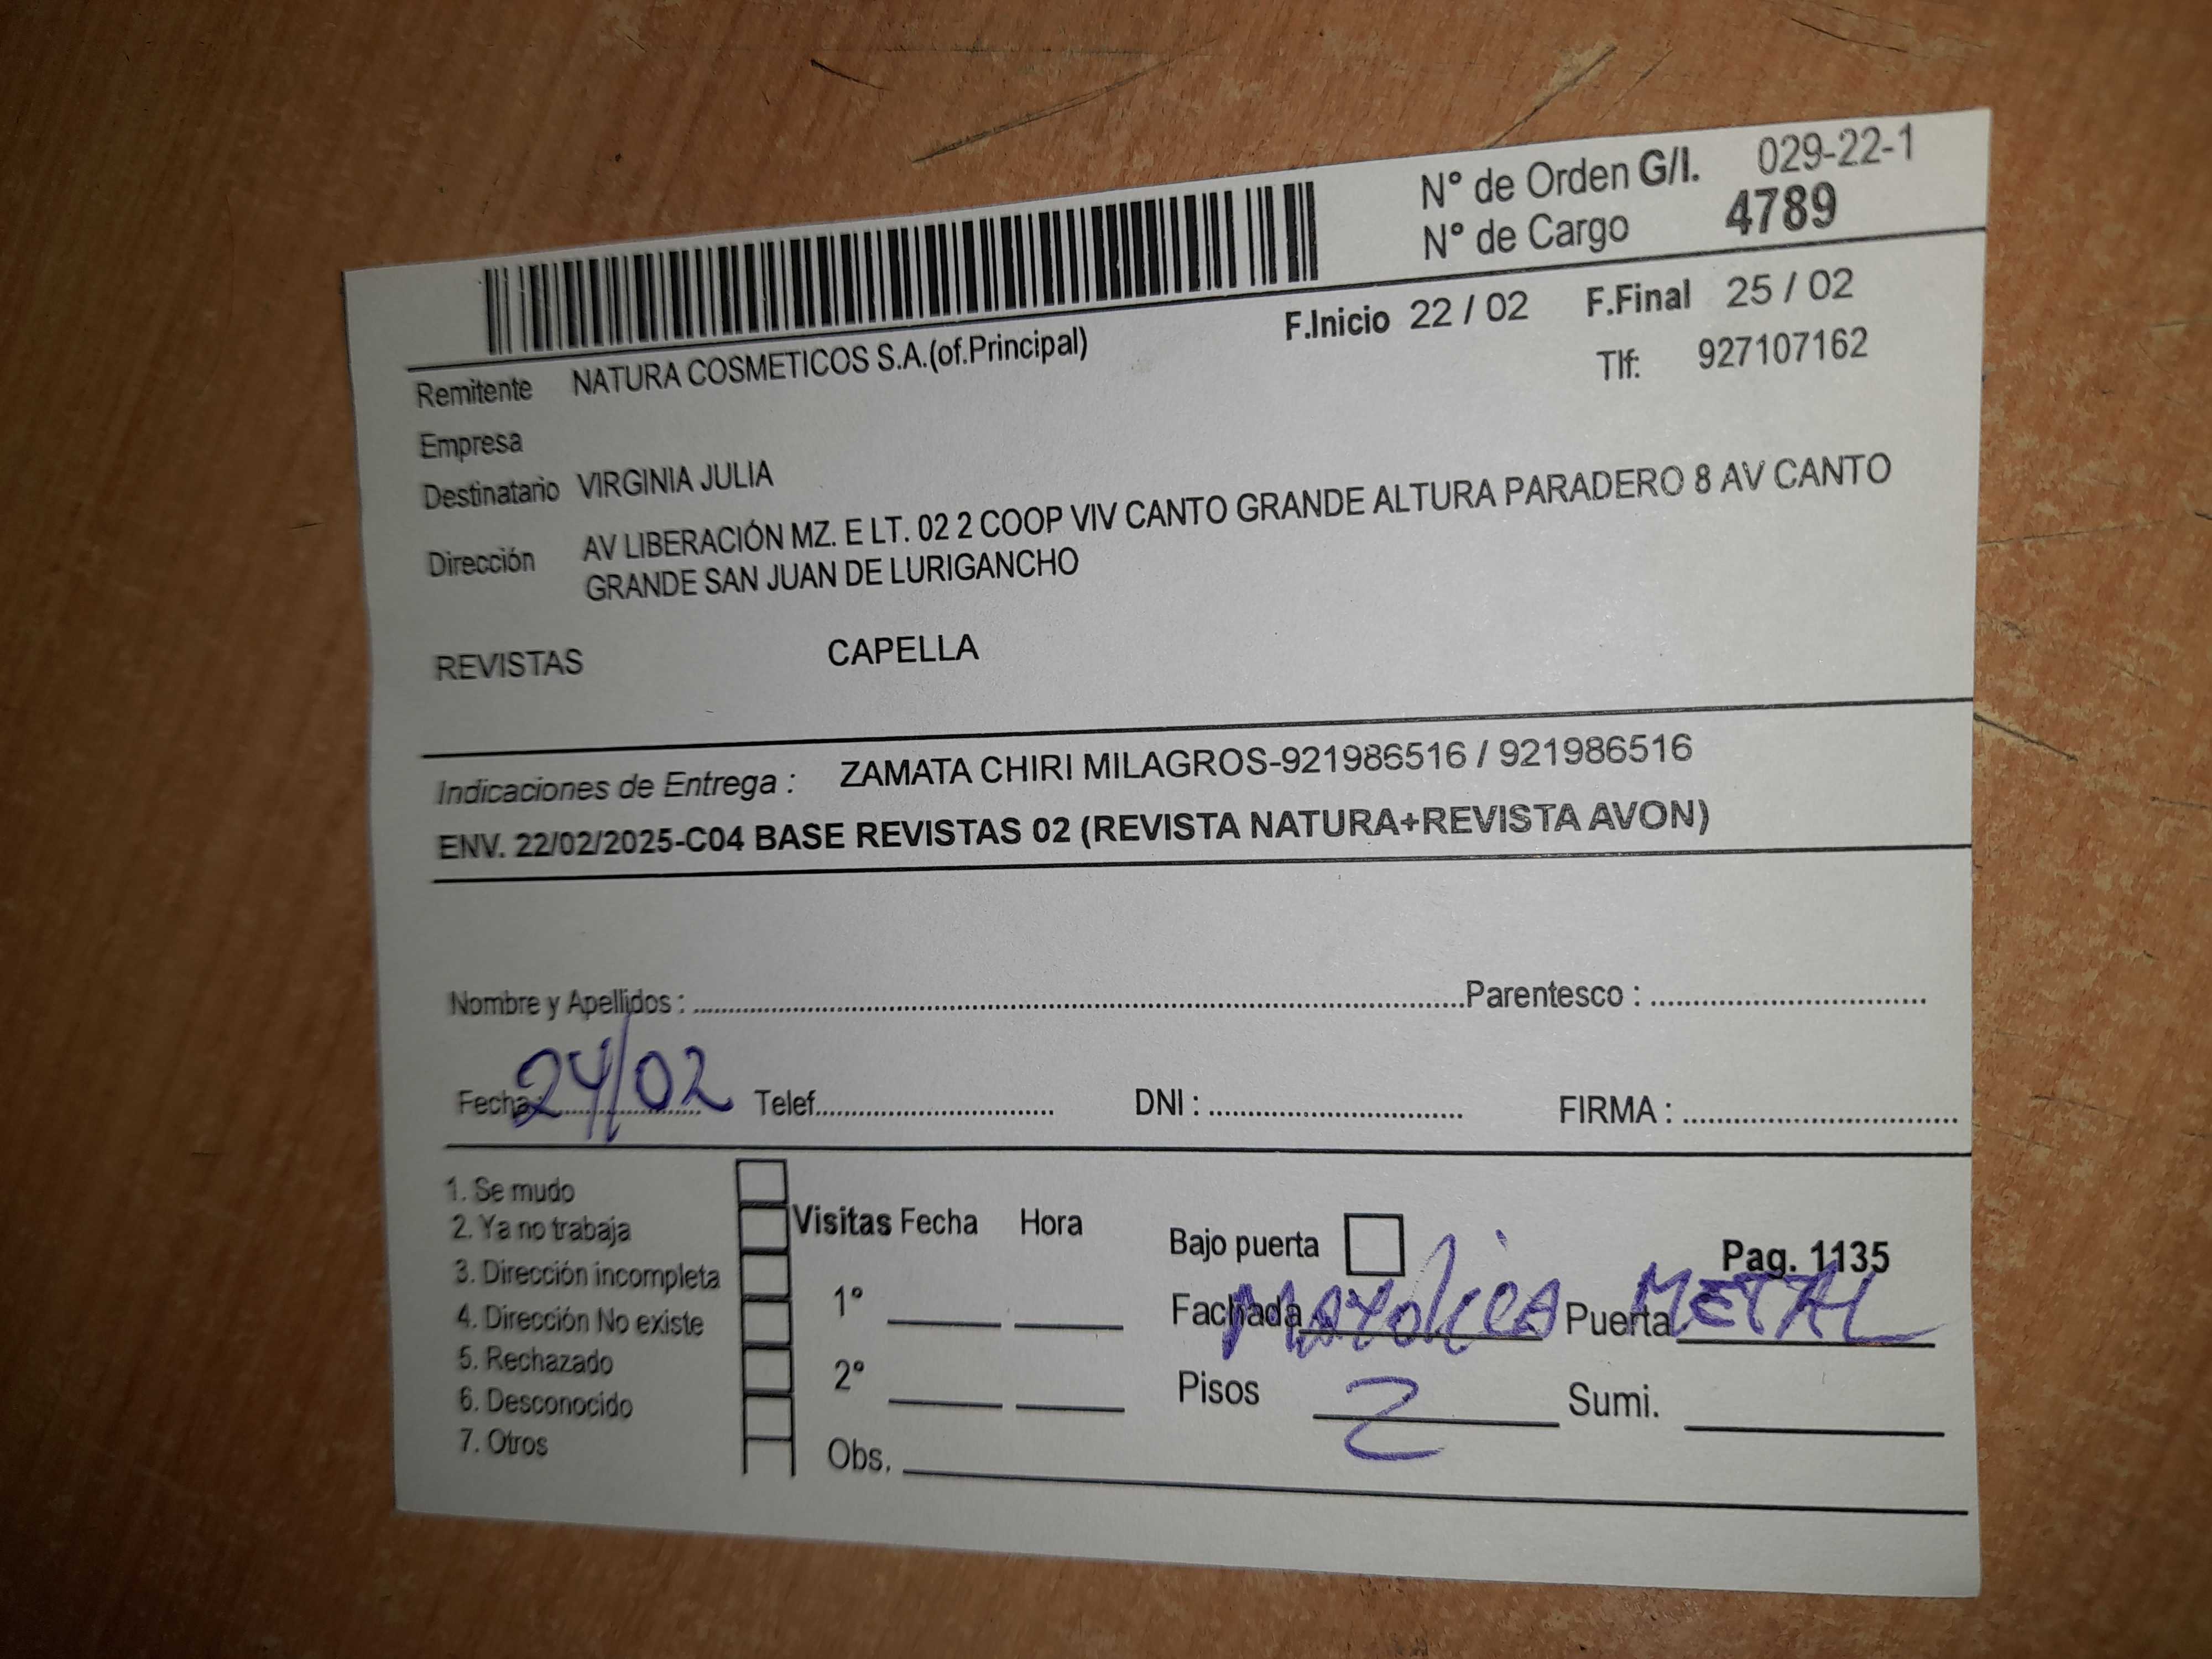 N° de Orden G/I. 029-22-1
N° de Cargo 4789
F.Inicio 22 / 02 F.Final 25 / 02
Remitente NATURA COSMETICOS S.A.(of.Principal) Tlf: 927107162
Empresa
Destinatario VIRGINIA JULIA
Dirección AV LIBERACIÓN MZ. E LT. 02 2 COOP VIV CANTO GRANDE ALTURA PARADERO 8 AV CANTO
GRANDE SAN JUAN DE LURIGANCHO
REVISTAS CAPELLA
Indicaciones de Entrega : ZAMATA CHIRI MILAGROS-921986516 / 921986516
ENV. 22/02/2025-C04 BASE REVISTAS 02 (REVISTA NATURA+REVISTA AVON)
Nombre y Apellidos : Parentesco :
Fecha: 24/02 Telef. DNI : FIRMA :
1. Se mudo
2. Ya no trabaja
3. Dirección incompleta
4. Dirección No existe
5. Rechazado
6. Desconocido
7. Otros
Visitas Fecha Hora
1°
2°
Obs.
Bajo puerta Pag. 1135
Fachada MAYOLICA Puerta METAL
Pisos 2 Sumi.